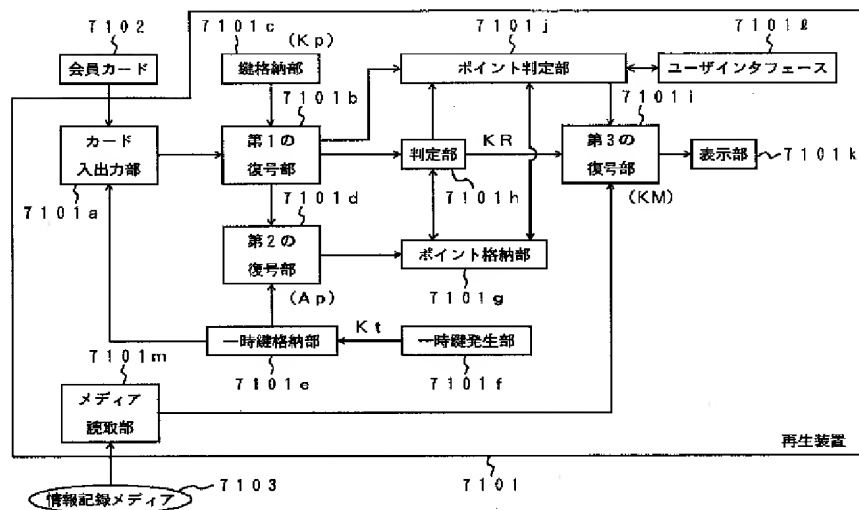 7102
7101c
(Kp)
7101j
7101ℓ
会員カード
鍵格納部
ポイント判定部
ユーザインタフェース
7101b
7101i
カード
入出力部
第1の
復号部
判定部
KR
第3の
復号部
表示部
7101k
7101a
7101d
7101h
(KM)
第2の
復号部
ポイント格納部
(Ap)
7101g
一時鍵格納部
Kt
一時鍵発生部
7101m
7101e
7101f
メディア
読取部
再生装置
情報記録メディア
7103
7101